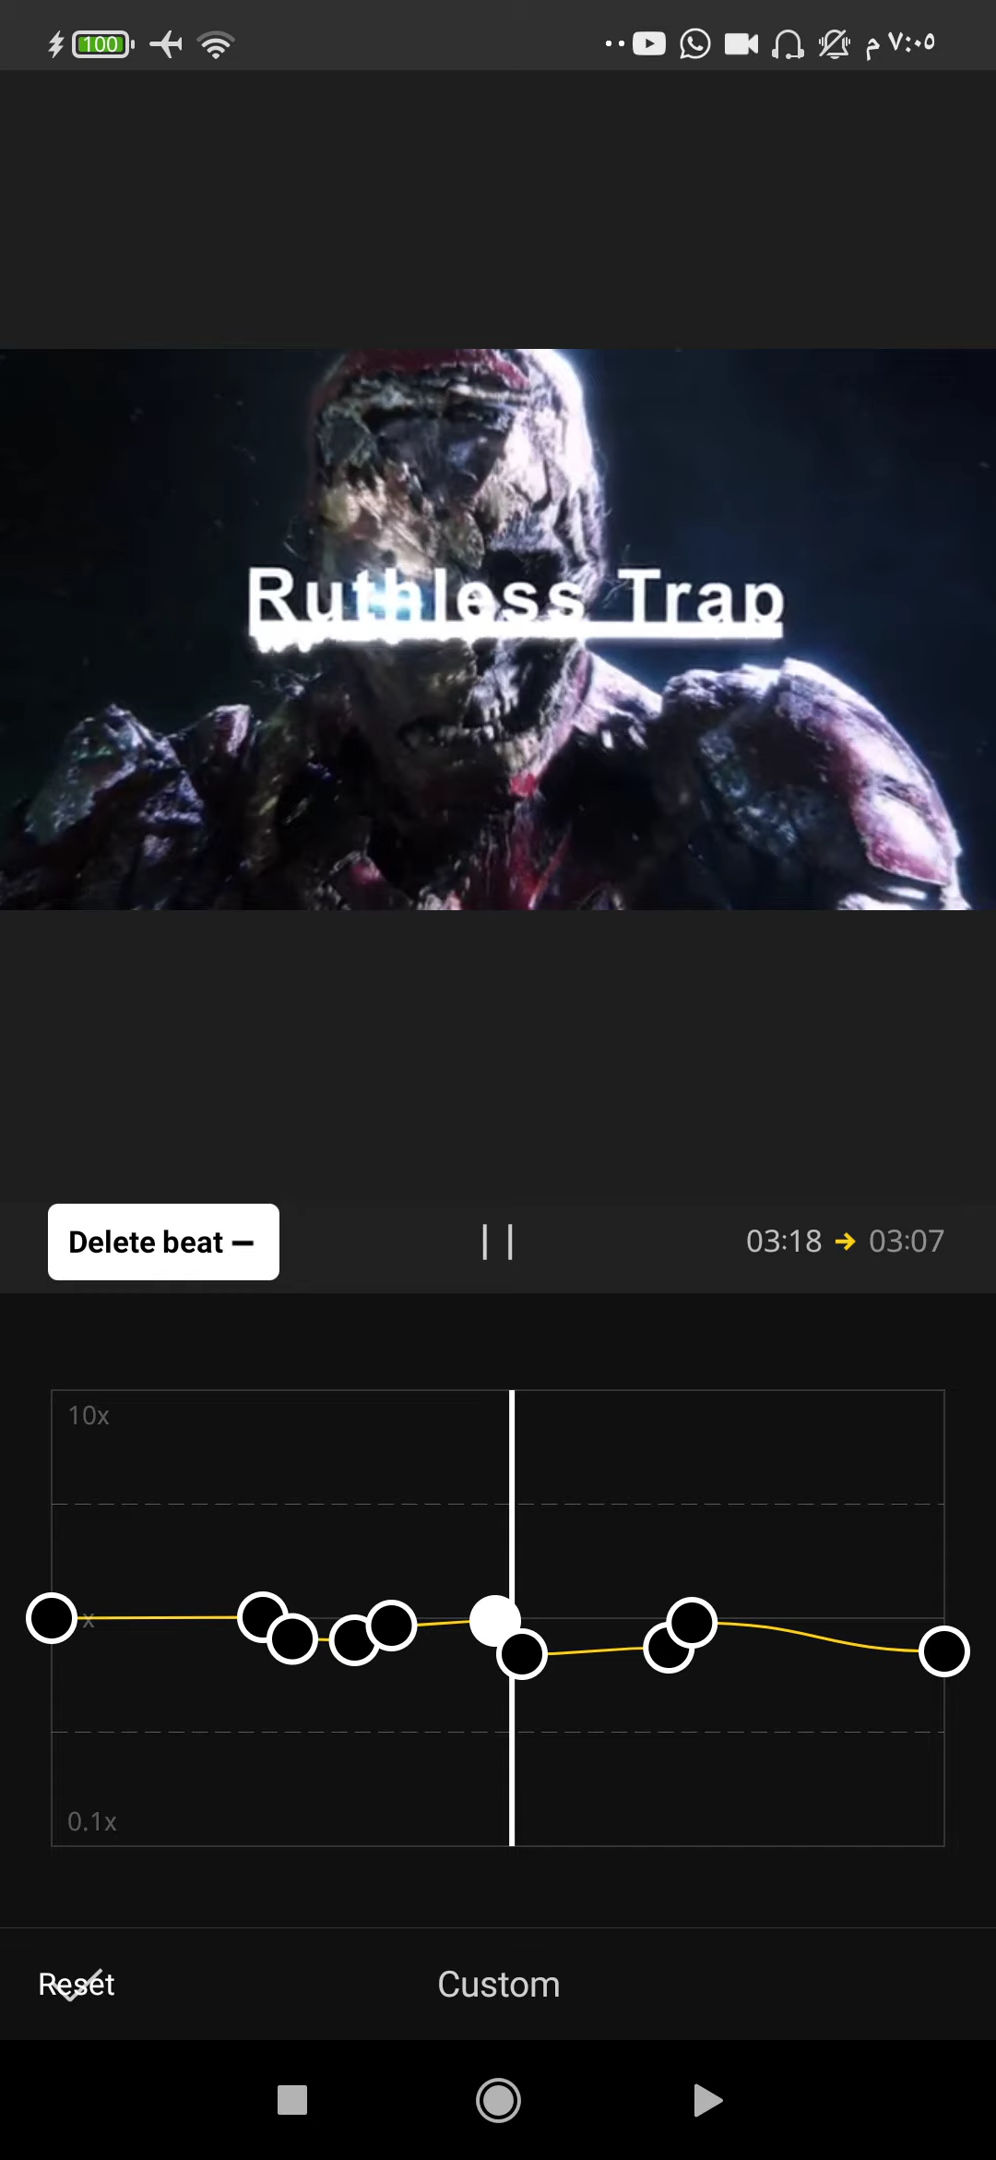 100
م ٧:٠٥
Ruthless Trap
Delete beat
03:18 → 03:07
10x
x
0.1x
Reset
Custom